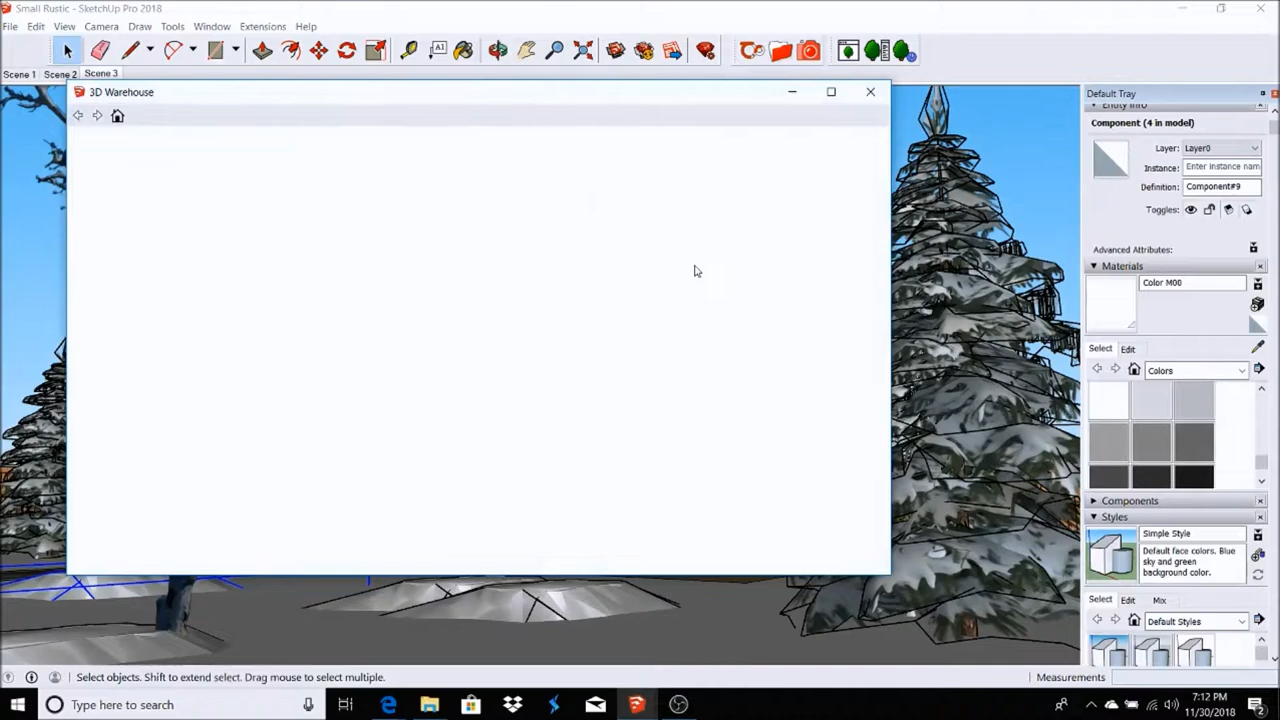 Small Rustic - SketchUp Pro 2018
File Edit View Camera Draw Tools Window Extensions Help
Scene 1 Scene 2 Scene 3
3D Warehouse
Default Tray
Entity Info
Component (4 in model)
Layer: Layer0
Instance: Enter instance nam
Definition: Component#9
Toggles:
Advanced Attributes:
Materials
Color M00
Select Edit
Colors
Components
Styles
Simple Style
Default face colors. Blue
sky and green
background color.
Select Edit Mix
Default Styles
Select objects. Shift to extend select. Drag mouse to select multiple.
Measurements
Type here to search
7:12 PM
11/30/2018
2